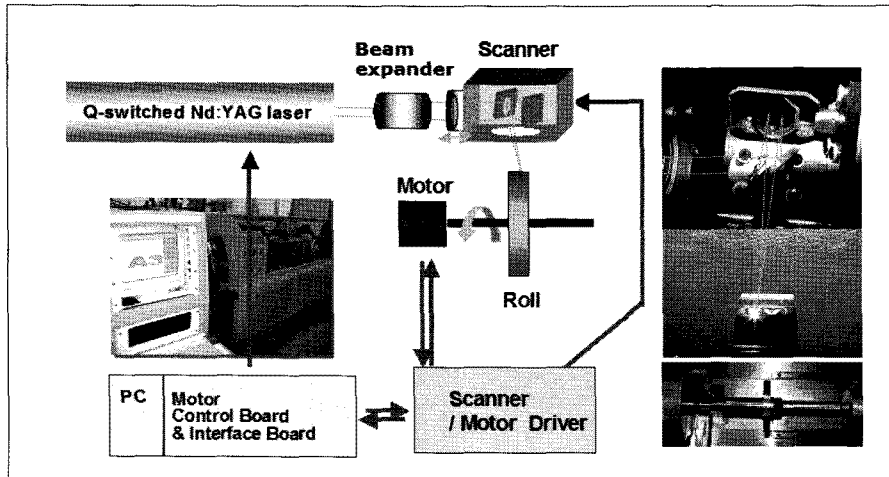 Beam
expander
Scanner
Q-switched Nd:YAG laser
Motor
Roll
PC
Motor
Control Board
& Interface Board
Scanner
/ Motor Driver